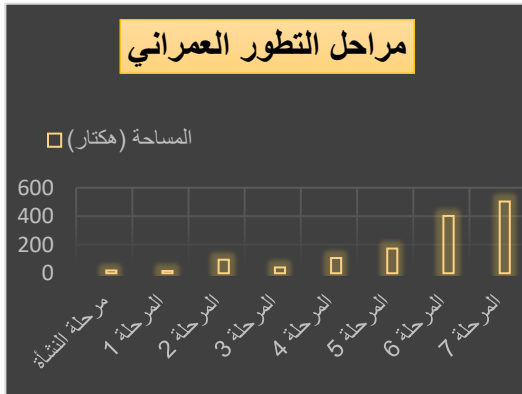 مراحل التطور العمراني
المساحة (هكتار)
600
400
200
0
مرحلة النشأة
المرحلة 1
المرحلة 2
المرحلة 3
المرحلة 4
المرحلة 5
المرحلة 6
المرحلة 7